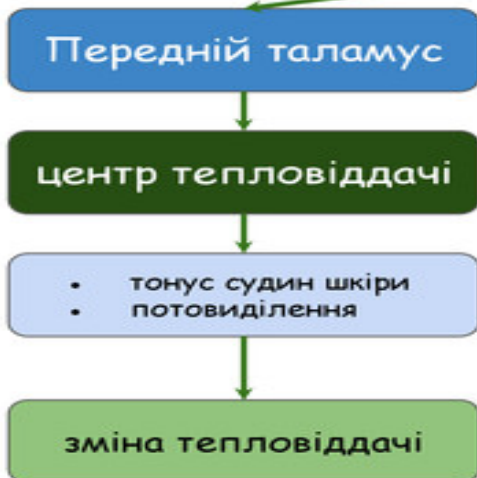 Передній таламус
центр тепловіддачі
• тонус судин шкіри
• потовиділення
зміна тепловіддачі